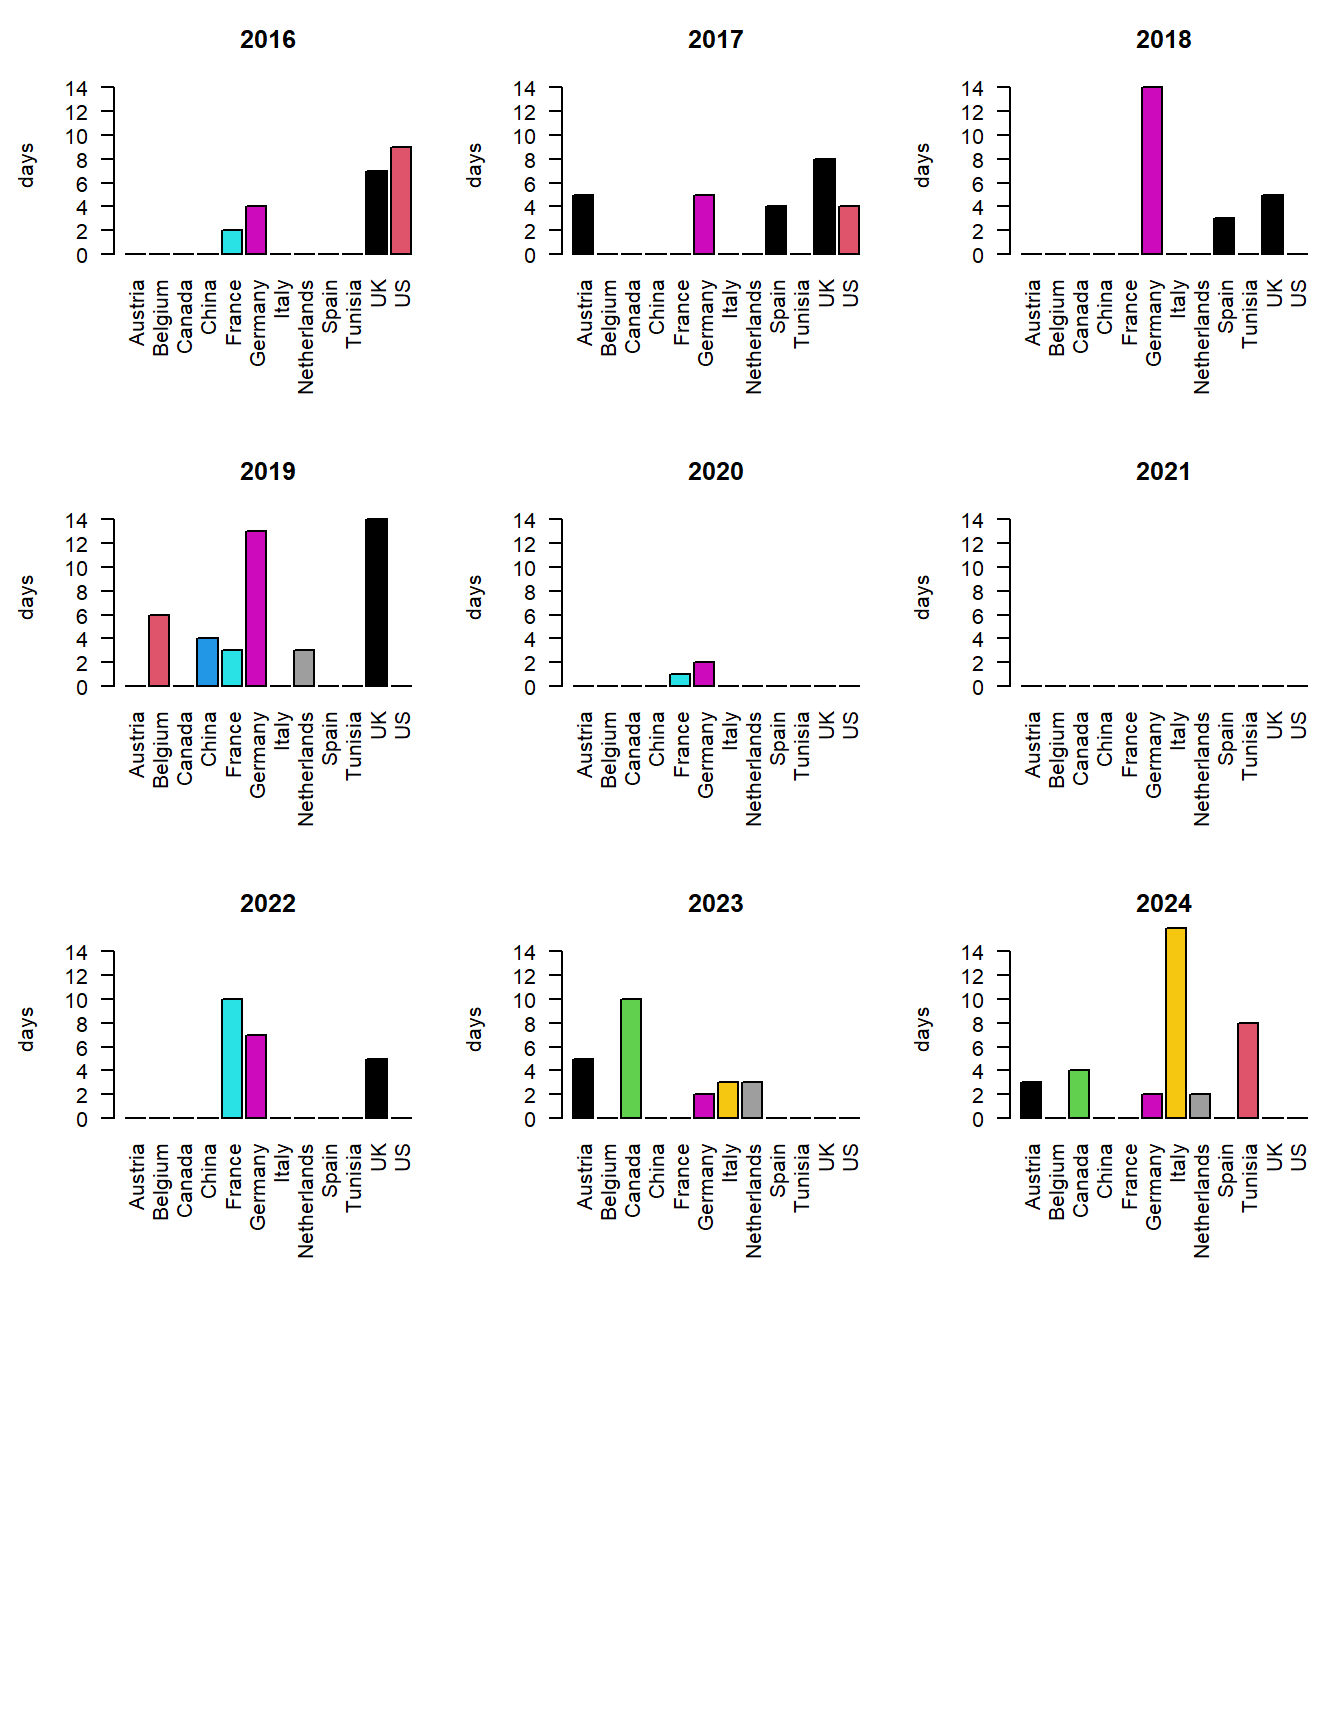 2016
days
14
12
10
8
6
4
2
0
Austria
Belgium
Canada
China
France
Germany
Italy
Netherlands
Spain
Tunisia
UK
US
2017
days
14
12
10
8
6
4
2
0
Austria
Belgium
Canada
China
France
Germany
Italy
Netherlands
Spain
Tunisia
UK
US
2018
days
14
12
10
8
6
4
2
0
Austria
Belgium
Canada
China
France
Germany
Italy
Netherlands
Spain
Tunisia
UK
US
2019
days
14
12
10
8
6
4
2
0
Austria
Belgium
Canada
China
France
Germany
Italy
Netherlands
Spain
Tunisia
UK
US
2020
days
14
12
10
8
6
4
2
0
Austria
Belgium
Canada
China
France
Germany
Italy
Netherlands
Spain
Tunisia
UK
US
2021
days
14
12
10
8
6
4
2
0
Austria
Belgium
Canada
China
France
Germany
Italy
Netherlands
Spain
Tunisia
UK
US
2022
days
14
12
10
8
6
4
2
0
Austria
Belgium
Canada
China
France
Germany
Italy
Netherlands
Spain
Tunisia
UK
US
2023
days
14
12
10
8
6
4
2
0
Austria
Belgium
Canada
China
France
Germany
Italy
Netherlands
Spain
Tunisia
UK
US
2024
days
14
12
10
8
6
4
2
0
Austria
Belgium
Canada
China
France
Germany
Italy
Netherlands
Spain
Tunisia
UK
US